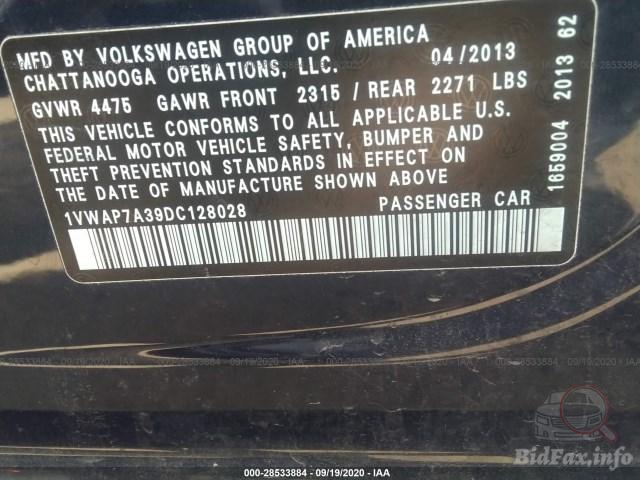 MFD BY VOLKSWAGEN GROUP OF AMERICA
CHATTANOOGA OPERATIONS, LLC. 04/2013
GVWR 4475 GAWR FRONT 2315 / REAR 2271 LBS
THIS VEHICLE CONFORMS TO ALL APPLICABLE U.S.
FEDERAL MOTOR VEHICLE SAFETY, BUMPER AND
THEFT PREVENTION STANDARDS IN EFFECT ON
THE DATE OF MANUFACTURE SHOWN ABOVE
1VWAP7A39DC128028 PASSENGER CAR
1659004 2013 62
000-28533884 - 09/19/2020 - IAA
BidFax.info